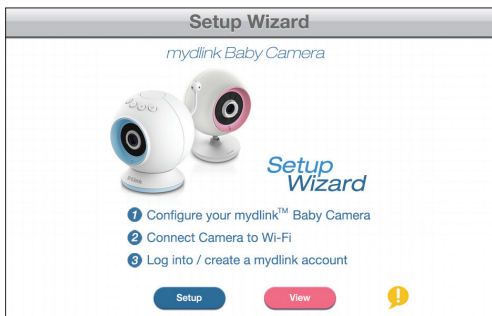 Setup Wizard
mydlink Baby Camera
D-Link
Setup
Wizard
1 Configure your mydlink™ Baby Camera
2 Connect Camera to Wi-Fi
3 Log into / create a mydlink account
Setup View